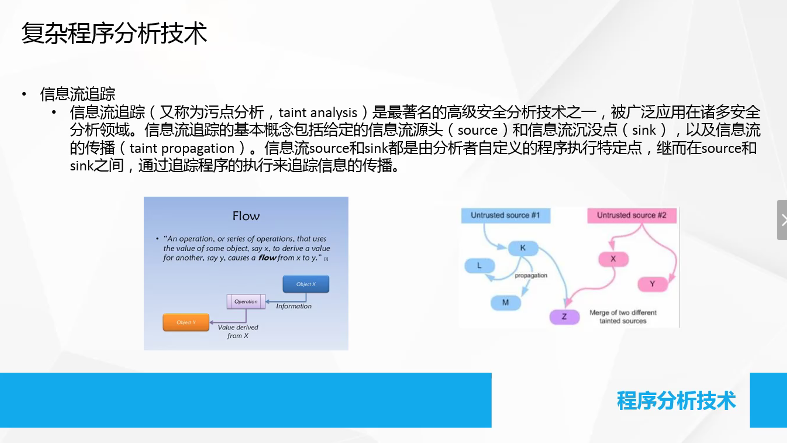 复杂程序分析技术
• 信息流追踪
• 信息流追踪（又称为污点分析，taint analysis）是最著名的高级安全分析技术之一，被广泛应用在诸多安全
分析领域。信息流追踪的基本概念包括给定的信息流源头（source）和信息流沉没点（sink），以及信息流
的传播（taint propagation）。信息流source和sink都是由分析者自定义的程序执行特定点，继而在source和
sink之间，通过追踪程序的执行来追踪信息的传播。
Flow
• "An operation, or series of operations, that uses
the value of some object, say x, to derive a value
for another, say y, causes a flow from x to y." [1]
Object X
Operation
Information
Object Y
Value derived
from X
Untrusted source #1
Untrusted source #2
K
L
X
propagation
Y
M
Z
Merge of two different
tainted sources
程序分析技术